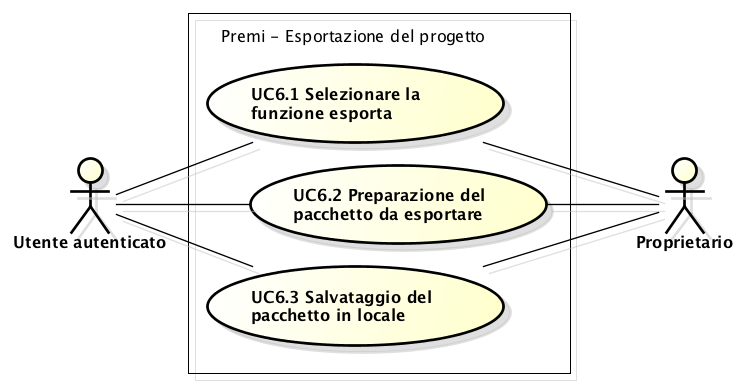 Premi - Esportazione del progetto
UC6.1 Selezionare la
funzione esporta
UC6.2 Preparazione del
pacchetto da esportare
Utente autenticato
Proprietario
UC6.3 Salvataggio del
pacchetto in locale